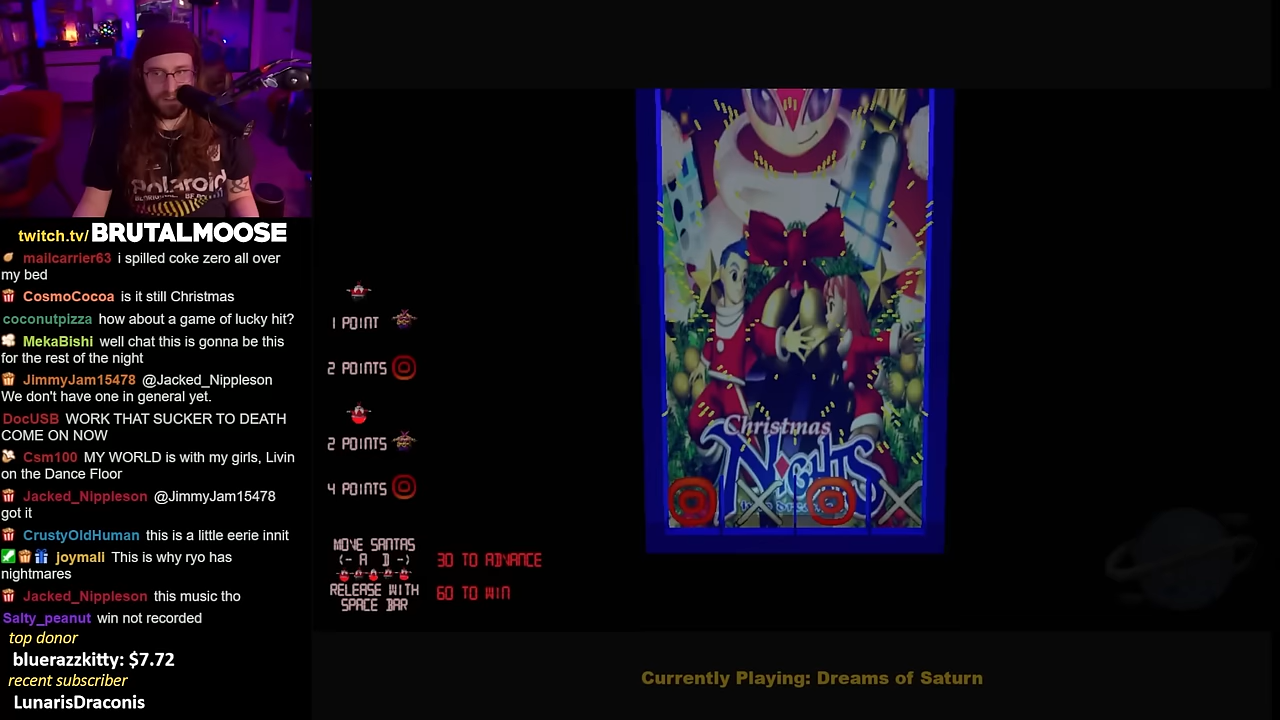 Polaroid &
twitch.tv/BRUTALMOOSE
mailcarrier63 i spilled coke zero all over
my bed
CosmoCocoa is it still Christmas
coconutpizza how about a game of lucky hit?
MekaBishi well chat this is gonna be this
for the rest of the night
JimmyJam15478 @Jacked_Nippleson
We don't have one in general yet.
DocUSB WORK THAT SUCKER TO DEATH
COME ON NOW
Csm100 MY WORLD is with my girls, Livin
on the Dance Floor
Jacked_Nippleson @JimmyJam15478
got it
CrustyOldHuman this is a little eerie innit
joymali This is why ryo has
nightmares
Jacked_Nippleson this music tho
Salty_peanut win not recorded
top donor
bluerazzkitty: $7.72
recent subscriber
LunarisDraconis
1 POINT
2 POINTS
2 POINTS
4 POINTS
MOVE SANTAS
(- A D -)
RELEASE WITH
SPACE BAR
30 TO ADVANCE
60 TO WIN
Christmas
NiGHTS
Currently Playing: Dreams of Saturn